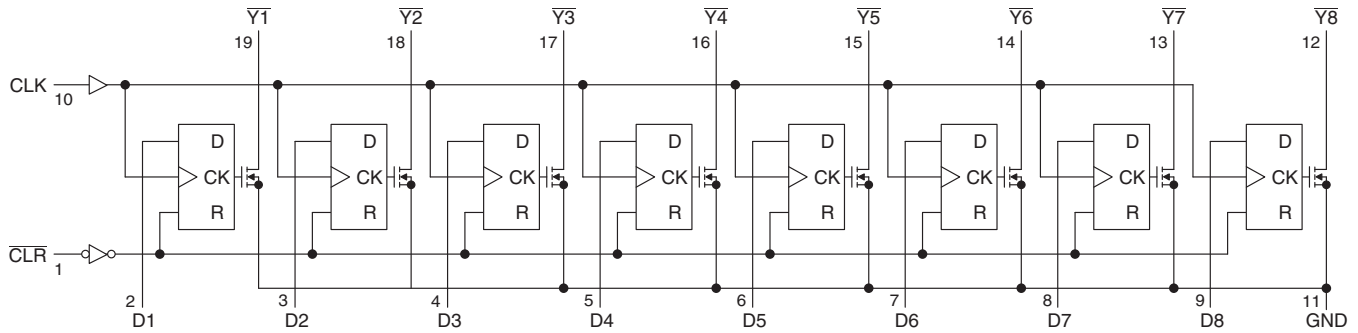 Y1 Y2 Y3 Y4 Y5 Y6 Y7 Y8
19 18 17 16 15 14 13 12
CLK 10
D D D D D D D D
CK CK CK CK CK CK CK CK
R R R R R R R R
CLR 1
2 3 4 5 6 7 8 9 11
D1 D2 D3 D4 D5 D6 D7 D8 GND